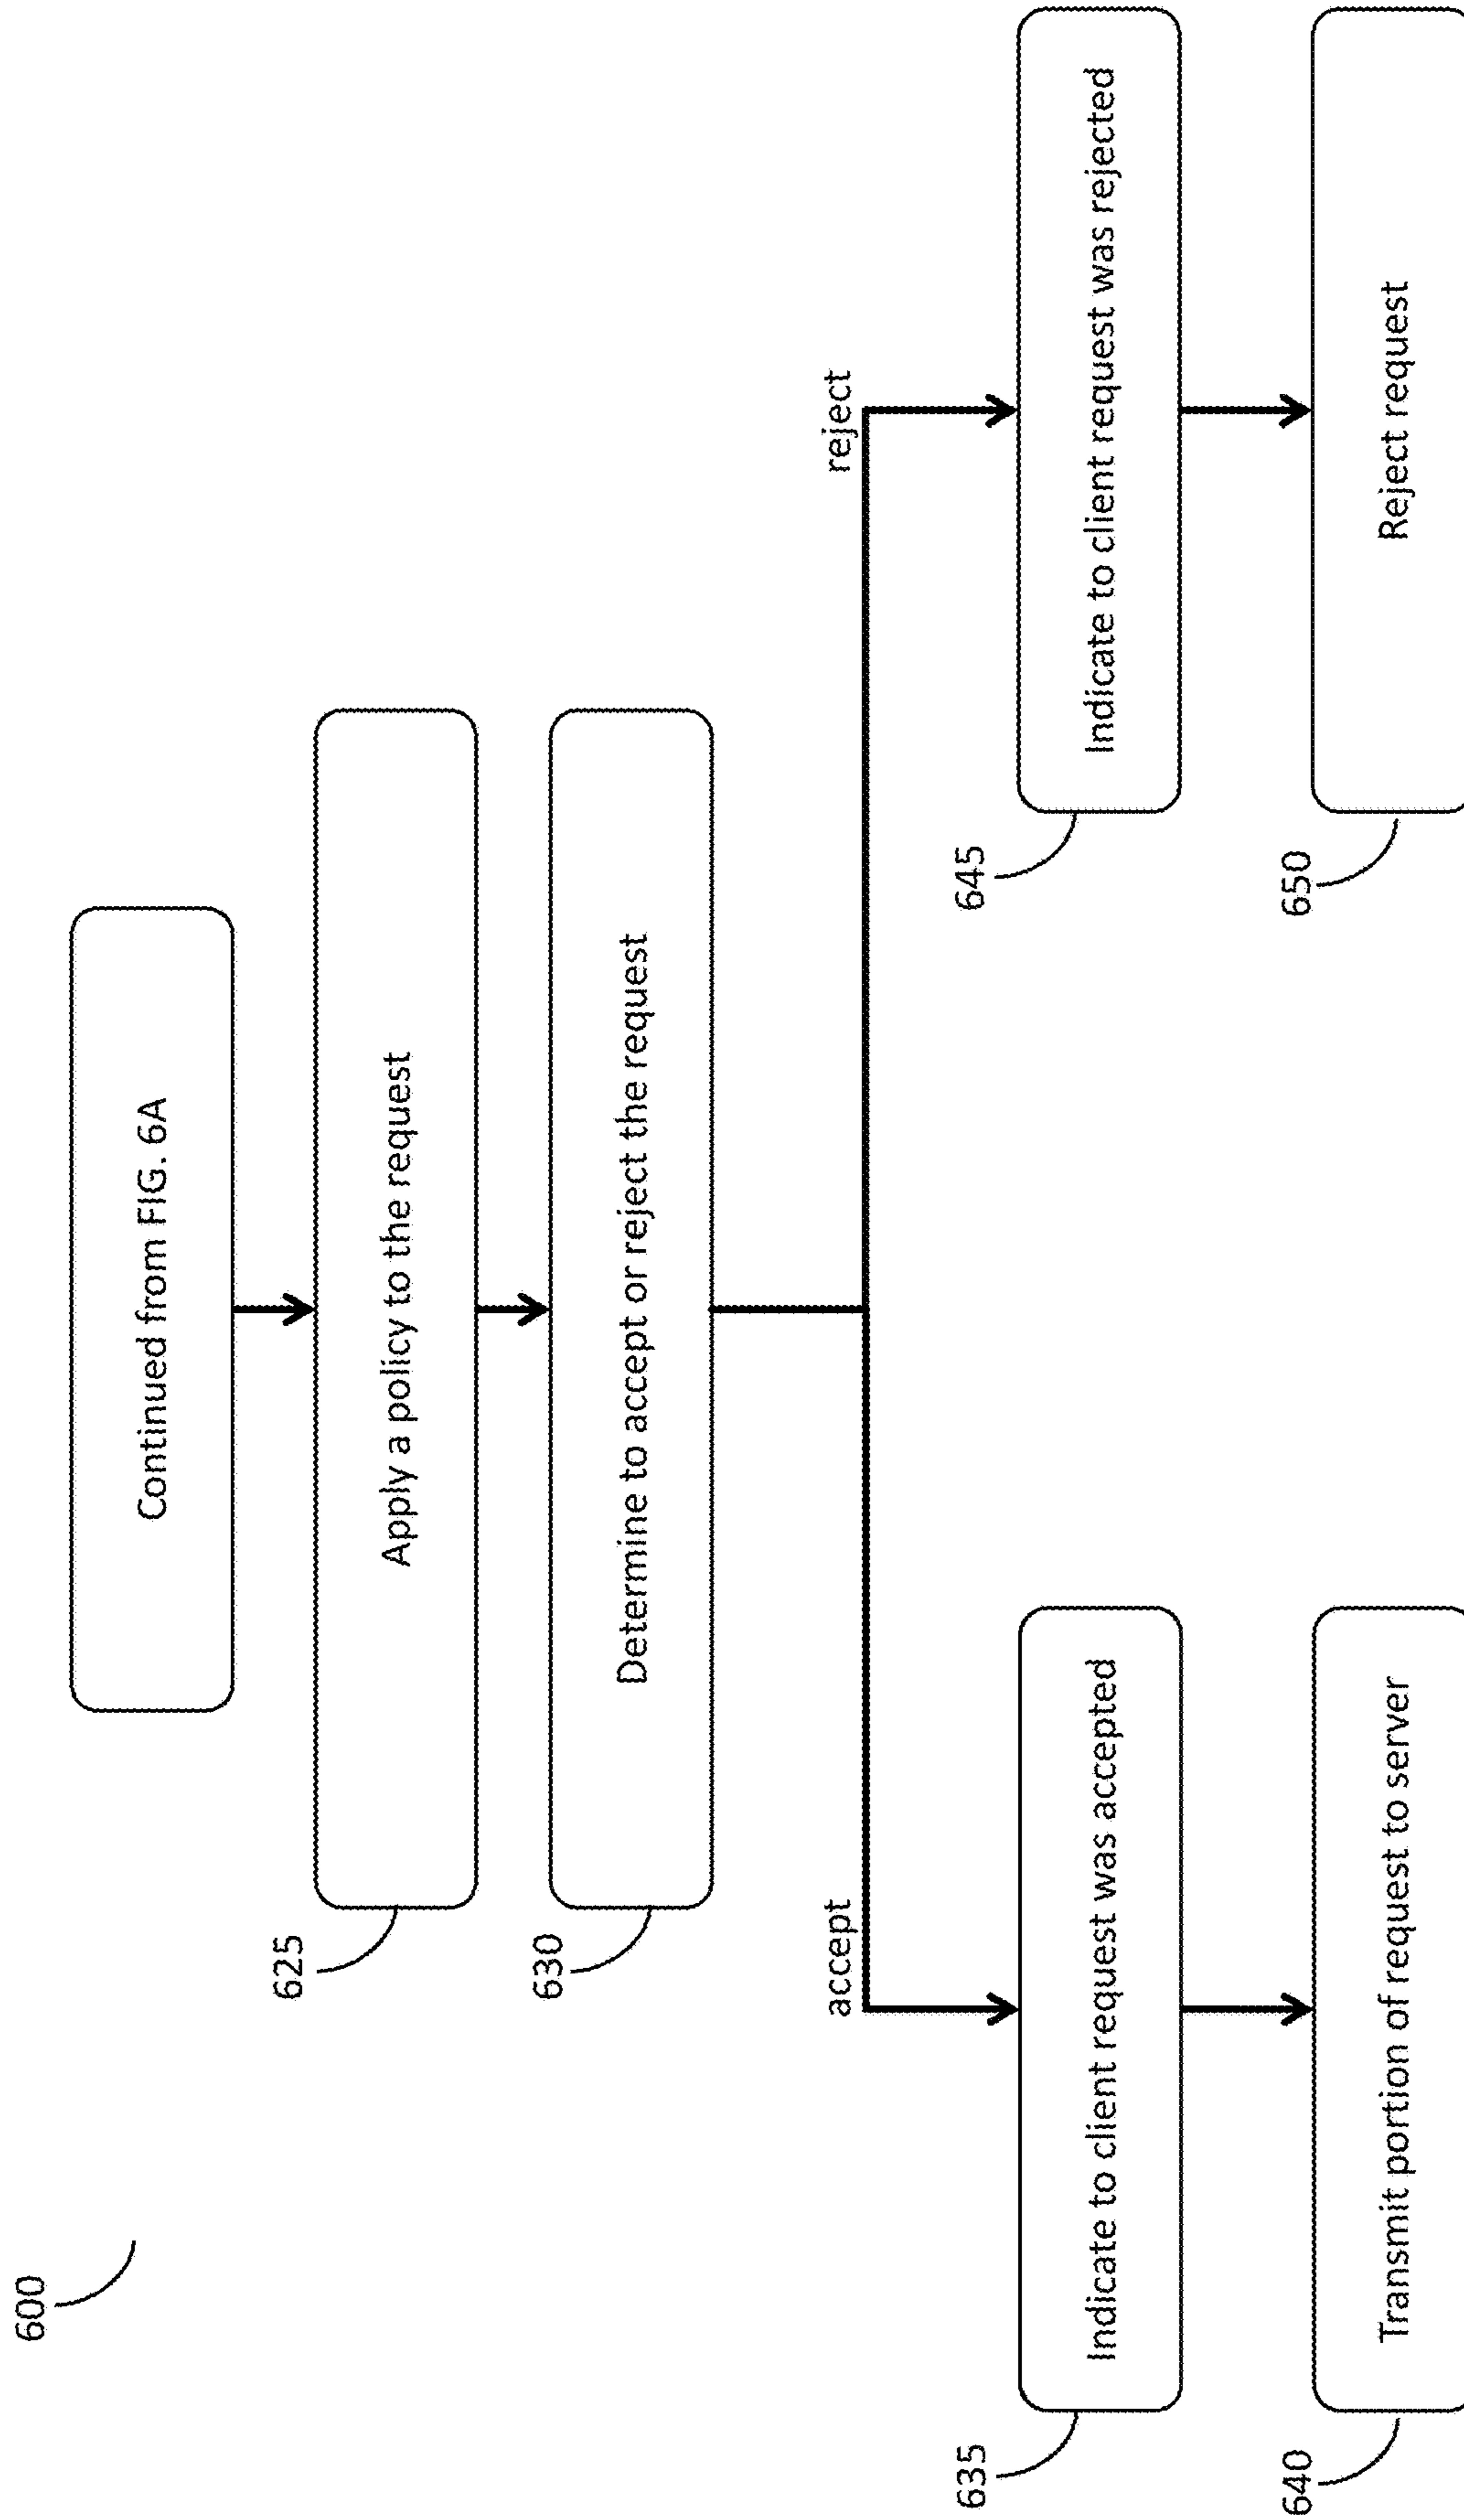 600
Continued from FIG. 6A
625
Apply a policy to the request
630
Determine to accept or reject the request
accept
reject
635
Indicate to client request was accepted
645
Indicate to client request was rejected
640
Transmit portion of request to server
650
Reject request